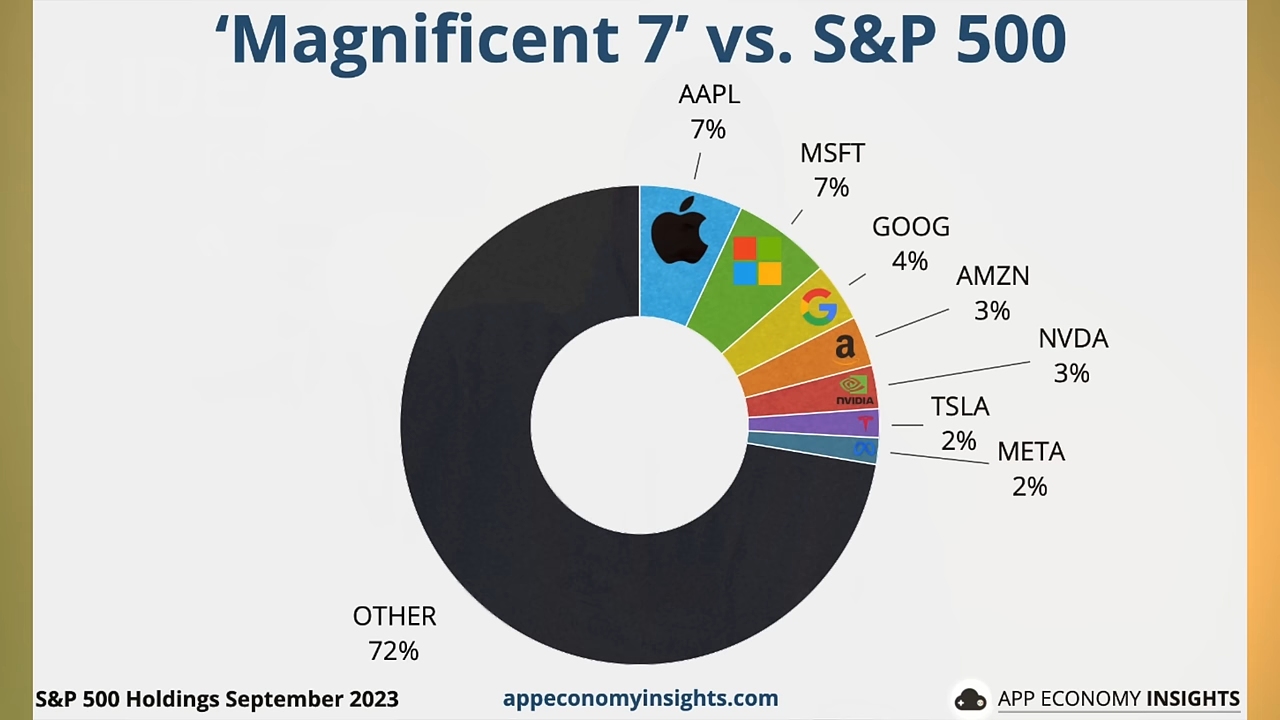 ‘Magnificent 7’ vs. S&P 500
AAPL
7%
MSFT
7%
GOOG
4%
AMZN
3%
NVDA
3%
NVIDIA
TSLA
2%
META
2%
OTHER
72%
S&P 500 Holdings September 2023
appeconomyinsights.com
APP ECONOMY INSIGHTS